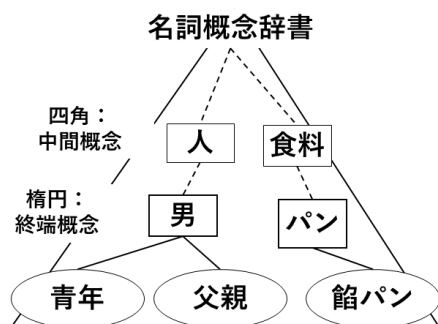 名詞概念辞書
四角：
中間概念
人
食料
楕円：
終端概念
男
パン
青年
父親
餡パン